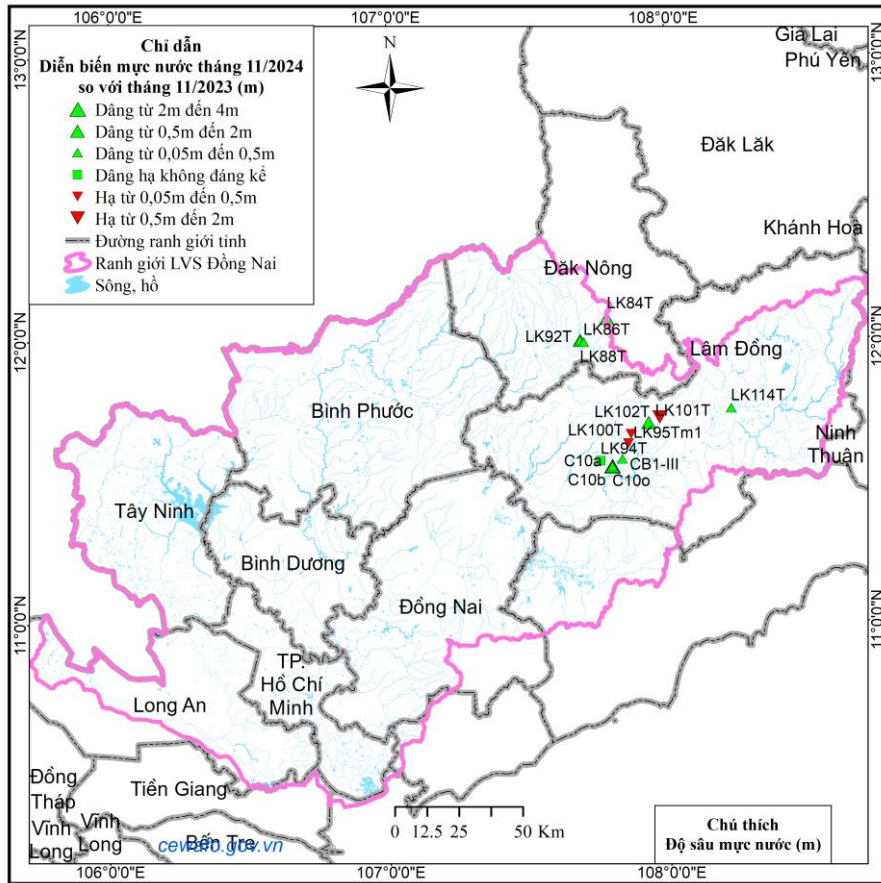 106°0'0"E
107°0'0"E
108°0'0"E
13°0'0"N
13°0'0"N
Chỉ dẫn
Diễn biến mực nước tháng 11/2024
so với tháng 11/2023 (m)
Dâng từ 2m đến 4m
Dâng từ 0,5m đến 2m
Dâng từ 0,05m đến 0,5m
Dâng hạ không đáng kể
Hạ từ 0,05m đến 0,5m
Hạ từ 0,5m đến 2m
Đường ranh giới tỉnh
Ranh giới LVS Đồng Nai
Sông, hồ
N
Gia Lai
Phú Yên
Đăk Lăk
Khánh Hoà
Đăk Nông
LK84T
LK92T
LK86T
LK88T
12°0'0"N
12°0'0"N
Lâm Đồng
LK114T
LK102T
LK101T
LK100T
LK95Tm1
LK94T
C10a
CB1-III
C10b
C10o
Ninh
Thuận
Bình Phước
Tây Ninh
Bình Dương
Đồng Nai
11°0'0"N
11°0'0"N
TP.
Hồ Chí
Minh
Long An
Đồng
Tháp
Tiền Giang
Vĩnh
Long
Vĩnh
Long
Bến Tre
cewafo.gov.vn
0 12.5 25 50 Km
Chú thích
Độ sâu mực nước (m)
106°0'0"E
107°0'0"E
108°0'0"E